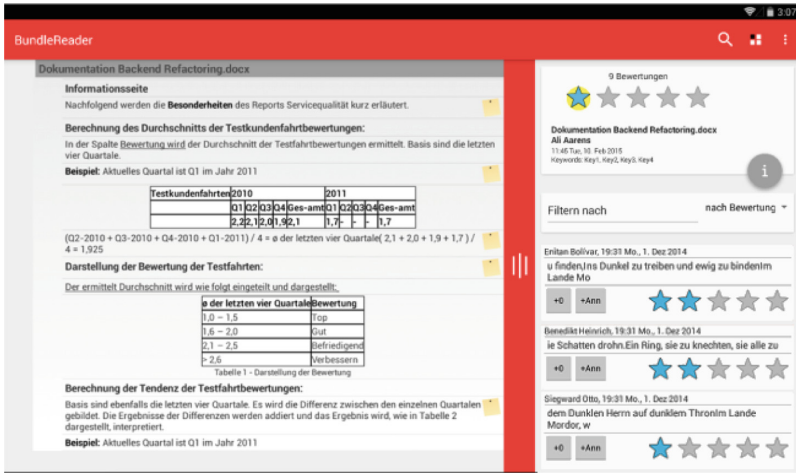 3:07
BundleReader
Dokumentation Backend Refactoring.docx
Informationsseite
Nachfolgend werden die Besonderheiten des Reports Servicequalität kurz erläutert.
Berechnung des Durchschnitts der Testkundenfahrtbewertungen:
In der Spalte Bewertung wird der Durchschnitt der Testfahrtbewertungen ermittelt. Basis sind die letzten
vier Quartale.
Beispiel: Aktuelles Quartal ist Q1 im Jahr 2011
Testkundenfahrten 2010 2011
Q1 Q2 Q3 Q4 Ges-amt Q1 Q2 Q3 Q4 Ges-amt
2,2 2,1 2,0 1,9 2,1 1,7 - - - 1,7
(Q2-2010 + Q3-2010 + Q4-2010 + Q1-2011) / 4 = ø der letzten vier Quartale( 2,1 + 2,0 + 1,9 + 1,7 ) /
4 = 1,925
Darstellung der Bewertung der Testfahrten:
Der ermittelt Durchschnitt wird wie folgt eingeteilt und dargestellt:
ø der letzten vier Quartale Bewertung
1,0 – 1,5 Top
1,6 – 2,0 Gut
2,1 – 2,5 Befriedigend
> 2,6 Verbessern
Tabelle 1 - Darstellung der Bewertung
Berechnung der Tendenz der Testfahrtbewertungen:
Basis sind ebenfalls die letzten vier Quartale. Es wird die Differenz zwischen den einzelnen Quartalen
gebildet. Die Ergebnisse der Differenzen werden addiert und das Ergebnis wird, wie in Tabelle 2
dargestellt, interpretiert.
Beispiel: Aktuelles Quartal ist Q1 im Jahr 2011
9 Bewertungen
Dokumentation Backend Refactoring.docx
Ali Aarens
11:46 Tue, 10. Feb 2015
Keywords: Key1, Key2, Key3, Key4
i
Filtern nach
nach Bewertung
Enitan Bolivar, 19:31 Mo., 1. Dez 2014
u finden,Ins Dunkel zu treiben und ewig zu bindenIm
Lande Mo
+0 +Ann
Benedikt Heinrich, 19:31 Mo., 1. Dez 2014
ie Schatten drohn.Ein Ring, sie zu knechten, sie alle zu
+0 +Ann
Siegward Otto, 19:31 Mo., 1. Dez 2014
dem Dunklen Herrn auf dunklem ThronIm Lande
Mordor, w
+0 +Ann